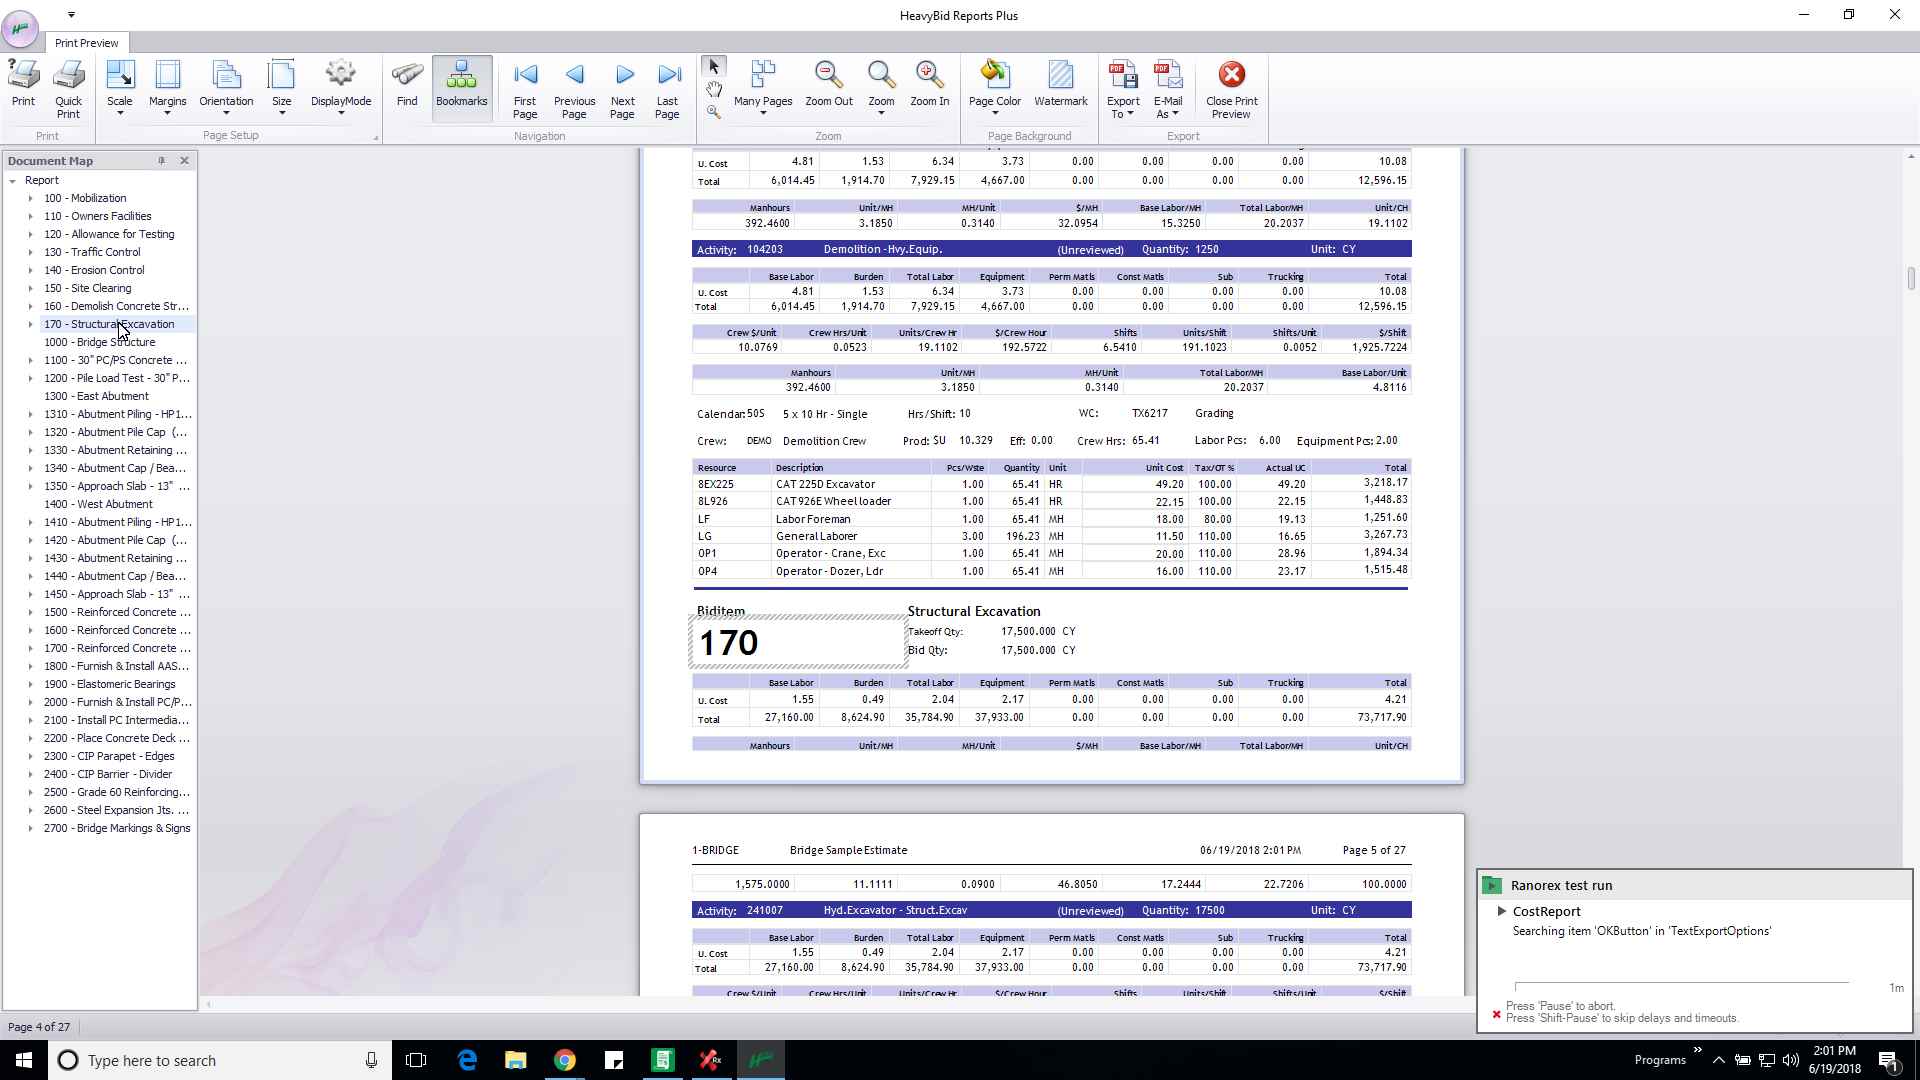 HeavyBid Reports Plus
Print Preview
Print
Quick Print
Scale
Margins
Orientation
Size
DisplayMode
Find
Bookmarks
First Page
Previous Page
Next Page
Last Page
Many Pages
Zoom Out
Zoom
Zoom In
Page Color
Watermark
Export To
E-Mail As
Close Print Preview
Print
Page Setup
Navigation
Zoom
Page Background
Export
Document Map
Report
100 - Mobilization
110 - Owners Facilities
120 - Allowance for Testing
130 - Traffic Control
140 - Erosion Control
150 - Site Clearing
160 - Demolish Concrete Str...
170 - Structural Excavation
1000 - Bridge Structure
1100 - 30" PC/PS Concrete ...
1200 - Pile Load Test - 30" P...
1300 - East Abutment
1310 - Abutment Piling - HP1...
1320 - Abutment Pile Cap (...
1330 - Abutment Retaining ...
1340 - Abutment Cap / Bea...
1350 - Approach Slab - 13" ...
1400 - West Abutment
1410 - Abutment Piling - HP1...
1420 - Abutment Pile Cap (...
1430 - Abutment Retaining ...
1440 - Abutment Cap / Bea...
1450 - Approach Slab - 13" ...
1500 - Reinforced Concrete ...
1600 - Reinforced Concrete ...
1700 - Reinforced Concrete ...
1800 - Furnish & Install AAS...
1900 - Elastomeric Bearings
2000 - Furnish & Install PC/P...
2100 - Install PC Intermedia...
2200 - Place Concrete Deck ...
2300 - CIP Parapet - Edges
2400 - CIP Barrier - Divider
2500 - Grade 60 Reinforcing...
2600 - Steel Expansion Jts. ...
2700 - Bridge Markings & Signs
U. Cost 4.81 1.53 6.34 3.73 0.00 0.00 0.00 0.00 10.08
Total 6,014.45 1,914.70 7,929.15 4,667.00 0.00 0.00 0.00 0.00 12,596.15
Manhours Unit/MH MH/Unit $/MH Base Labor/MH Total Labor/MH Unit/CH
392.4600 3.1850 0.3140 32.0954 15.3250 20.2037 19.1102
Activity: 104203 Demolition -Hvy.Equip. (Unreviewed) Quantity: 1250 Unit: CY
Base Labor Burden Total Labor Equipment Perm Matls Const Matls Sub Trucking Total
U. Cost 4.81 1.53 6.34 3.73 0.00 0.00 0.00 0.00 10.08
Total 6,014.45 1,914.70 7,929.15 4,667.00 0.00 0.00 0.00 0.00 12,596.15
Crew $/Unit Crew Hrs/Unit Units/Crew Hr $/Crew Hour Shifts Units/Shift Shifts/Unit $/Shift
10.0769 0.0523 19.1102 192.5722 6.5410 191.1023 0.0052 1,925.7224
Manhours Unit/MH MH/Unit Total Labor/MH Base Labor/Unit
392.4600 3.1850 0.3140 20.2037 4.8116
Calendar: 505 5 x 10 Hr - Single Hrs/Shift: 10 WC: TX6217 Grading
Crew: DEMO Demolition Crew Prod: SU 10.329 Eff: 0.00 Crew Hrs: 65.41 Labor Pcs: 6.00 Equipment Pcs: 2.00
Resource Description Pcs/Wste Quantity Unit Unit Cost Tax/OT % Actual UC Total
8EX225 CAT 225D Excavator 1.00 65.41 HR 49.20 100.00 49.20 3,218.17
8L926 CAT 926E Wheel loader 1.00 65.41 HR 22.15 100.00 22.15 1,448.83
LF Labor Foreman 1.00 65.41 MH 18.00 80.00 19.13 1,251.60
LG General Laborer 3.00 196.23 MH 11.50 110.00 16.65 3,267.73
OP1 Operator - Crane, Exc 1.00 65.41 MH 20.00 110.00 28.96 1,894.34
OP4 Operator - Dozer, Ldr 1.00 65.41 MH 16.00 110.00 23.17 1,515.48
Biditem Structural Excavation
170 Takeoff Qty: 17,500.000 CY
Bid Qty: 17,500.000 CY
Base Labor Burden Total Labor Equipment Perm Matls Const Matls Sub Trucking Total
U. Cost 1.55 0.49 2.04 2.17 0.00 0.00 0.00 0.00 4.21
Total 27,160.00 8,624.90 35,784.90 37,933.00 0.00 0.00 0.00 0.00 73,717.90
Manhours Unit/MH MH/Unit $/MH Base Labor/MH Total Labor/MH Unit/CH
1-BRIDGE Bridge Sample Estimate 06/19/2018 2:01 PM Page 5 of 27
1,575.0000 11.1111 0.0900 46.8050 17.2444 22.7206 100.0000
Activity: 241007 Hyd.Excavator - Struct.Excav (Unreviewed) Quantity: 17500 Unit: CY
Base Labor Burden Total Labor Equipment Perm Matls Const Matls Sub Trucking Total
U. Cost 1.55 0.49 2.04 2.17 0.00 0.00 0.00 0.00 4.21
Total 27,160.00 8,624.90 35,784.90 37,933.00 0.00 0.00 0.00 0.00 73,717.90
Crew $/Unit Crew Hrs/Unit Units/Crew Hr $/Crew Hour Shifts Units/Shift Shifts/Unit $/Shift
Ranorex test run
CostReport
Searching item 'OKButton' in 'TextExportOptions'
1m
Press 'Pause' to abort.
Press 'Shift-Pause' to skip delays and timeouts.
Page 4 of 27
Type here to search
Programs
2:01 PM
6/19/2018
1